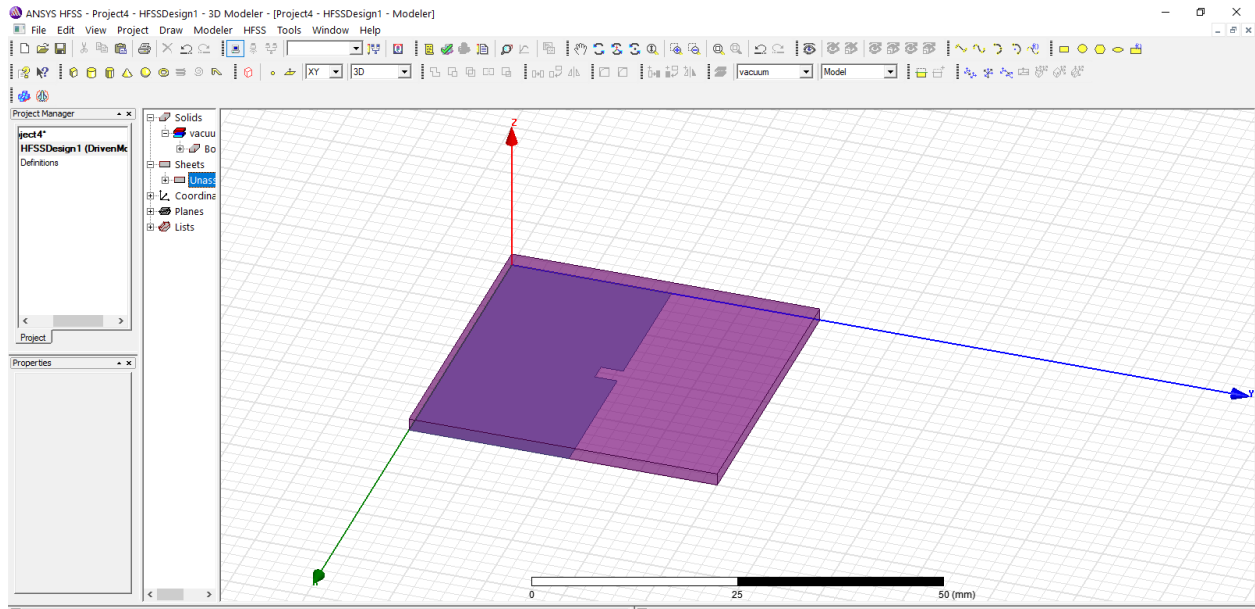 ANSYS HFSS - Project4 - HFSSDesign1 - 3D Modeler - [Project4 - HFSSDesign1 - Modeler]
File Edit View Project Draw Modeler HFSS Tools Window Help
XY 3D vacuum Model
Project Manager
ject4*
HFSSDesign1 (DrivenMo
Definitions
Project
Properties
Solids
vacuu
Bo
Sheets
Unass
Coordina
Planes
Lists
Z
Y
0 25 50 (mm)